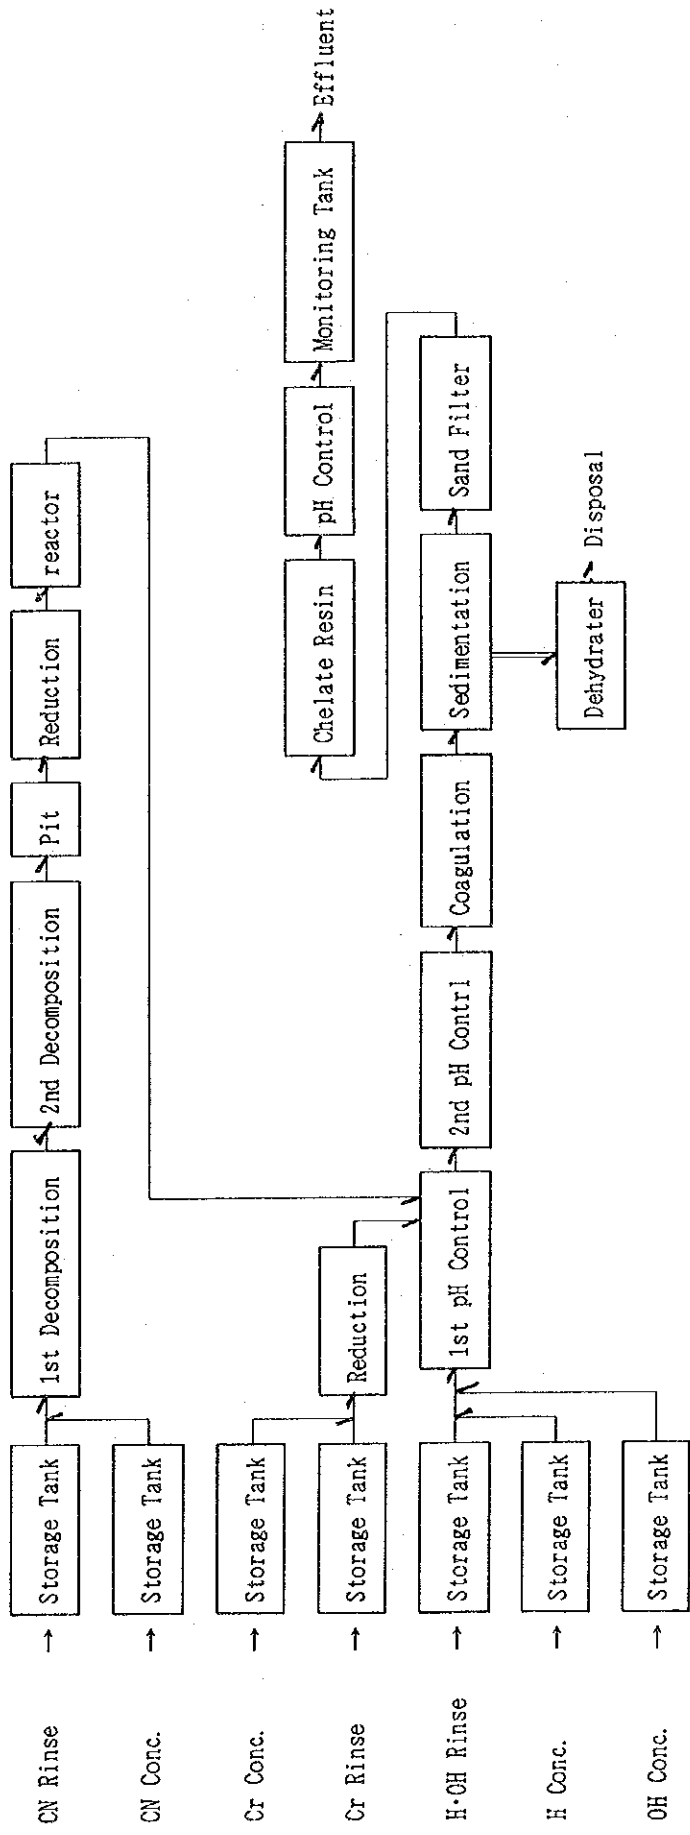 CN Rinse
Storage Tank
1st Decomposition
2nd Decomposition
Pit
Reduction
reactor
CN Conc.
Storage Tank
Cr Conc.
Storage Tank
Cr Rinse
Storage Tank
Reduction
Chelate Resin
pH Control
Monitoring Tank
Effluent
H·OH Rinse
Storage Tank
1st pH Control
2nd pH Contrl
Coagulation
Sedimentation
Sand Filter
H Conc.
Storage Tank
Dehydrater
Disposal
OH Conc.
Storage Tank